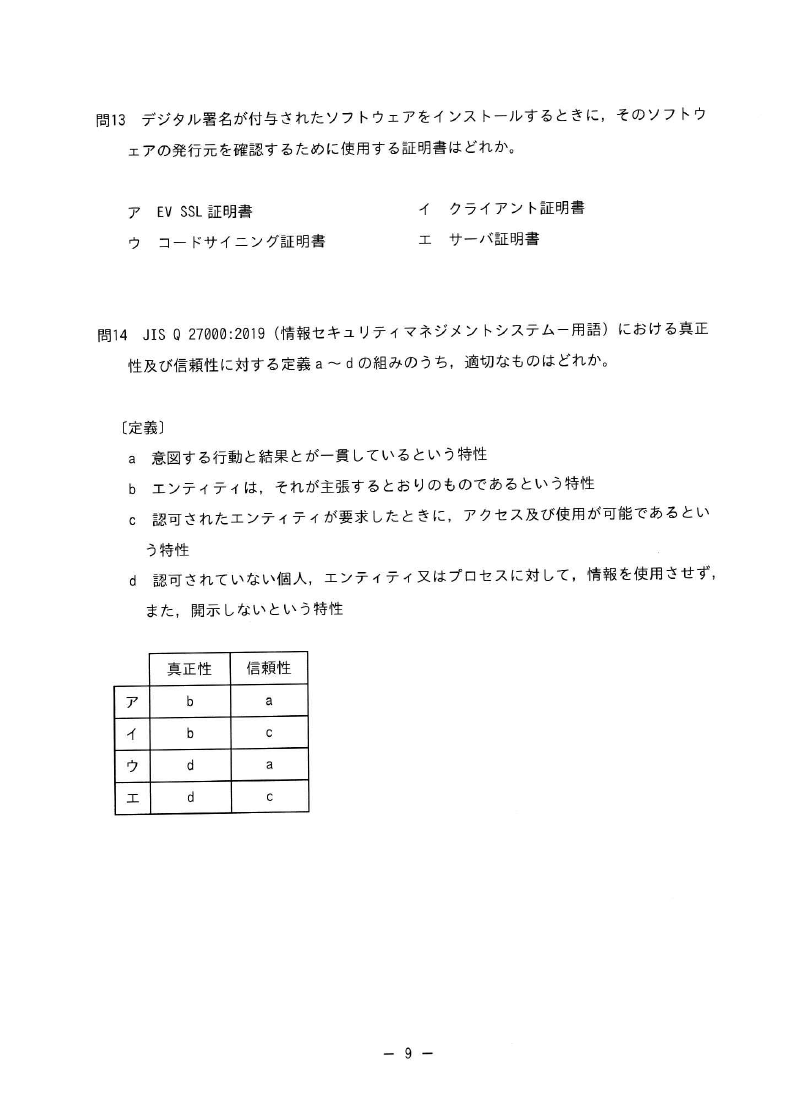 問13 デジタル署名が付与されたソフトウェアをインストールするときに，そのソフトウ
ェアの発行元を確認するために使用する証明書はどれか。
ア EV SSL 証明書 イ クライアント証明書
ウ コードサイニング証明書 エ サーバ証明書
問14 JIS Q 27000:2019（情報セキュリティマネジメントシステム－用語）における真正
性及び信頼性に対する定義 a ～ d の組みのうち，適切なものはどれか。
〔定義〕
a 意図する行動と結果とが一貫しているという特性
b エンティティは，それが主張するとおりのものであるという特性
c 認可されたエンティティが要求したときに，アクセス及び使用が可能であるとい
う特性
d 認可されていない個人，エンティティ又はプロセスに対して，情報を使用させず，
また，開示しないという特性
真正性 信頼性
ア b a
イ b c
ウ d a
エ d c
－ 9 －